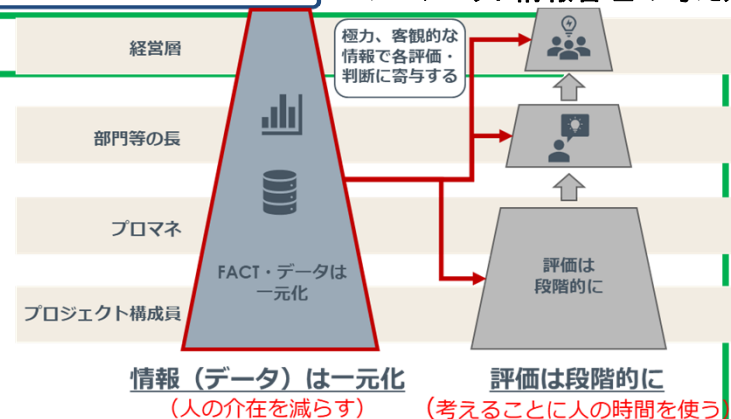 経営層
部門等の長
プロマネ
プロジェクト構成員
FACT・データは
一元化
極力、客観的な
情報で各評価・
判断に寄与する
評価は
段階的に
情報（データ）は一元化
（人の介在を減らす）
評価は段階的に
（考えることに人の時間を使う）